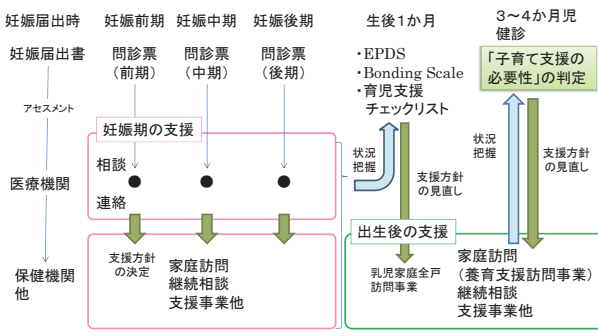 妊娠届出時
妊娠前期
妊娠中期
妊娠後期
生後1か月
3～4か月児
健診
妊娠届出書
問診票
（前期）
問診票
（中期）
問診票
（後期）
・EPDS
・Bonding Scale
・育児支援
チェックリスト
「子育て支援の
必要性」の判定
アセスメント
妊娠期の支援
状況
把握
支援方針
の見直し
状況
把握
支援方針
の見直し
相談
医療機関
連絡
出生後の支援
支援方針
の決定
家庭訪問
継続相談
支援事業他
乳児家庭全戸
訪問事業
家庭訪問
（養育支援訪問事業）
継続相談
支援事業他
保健機関
他